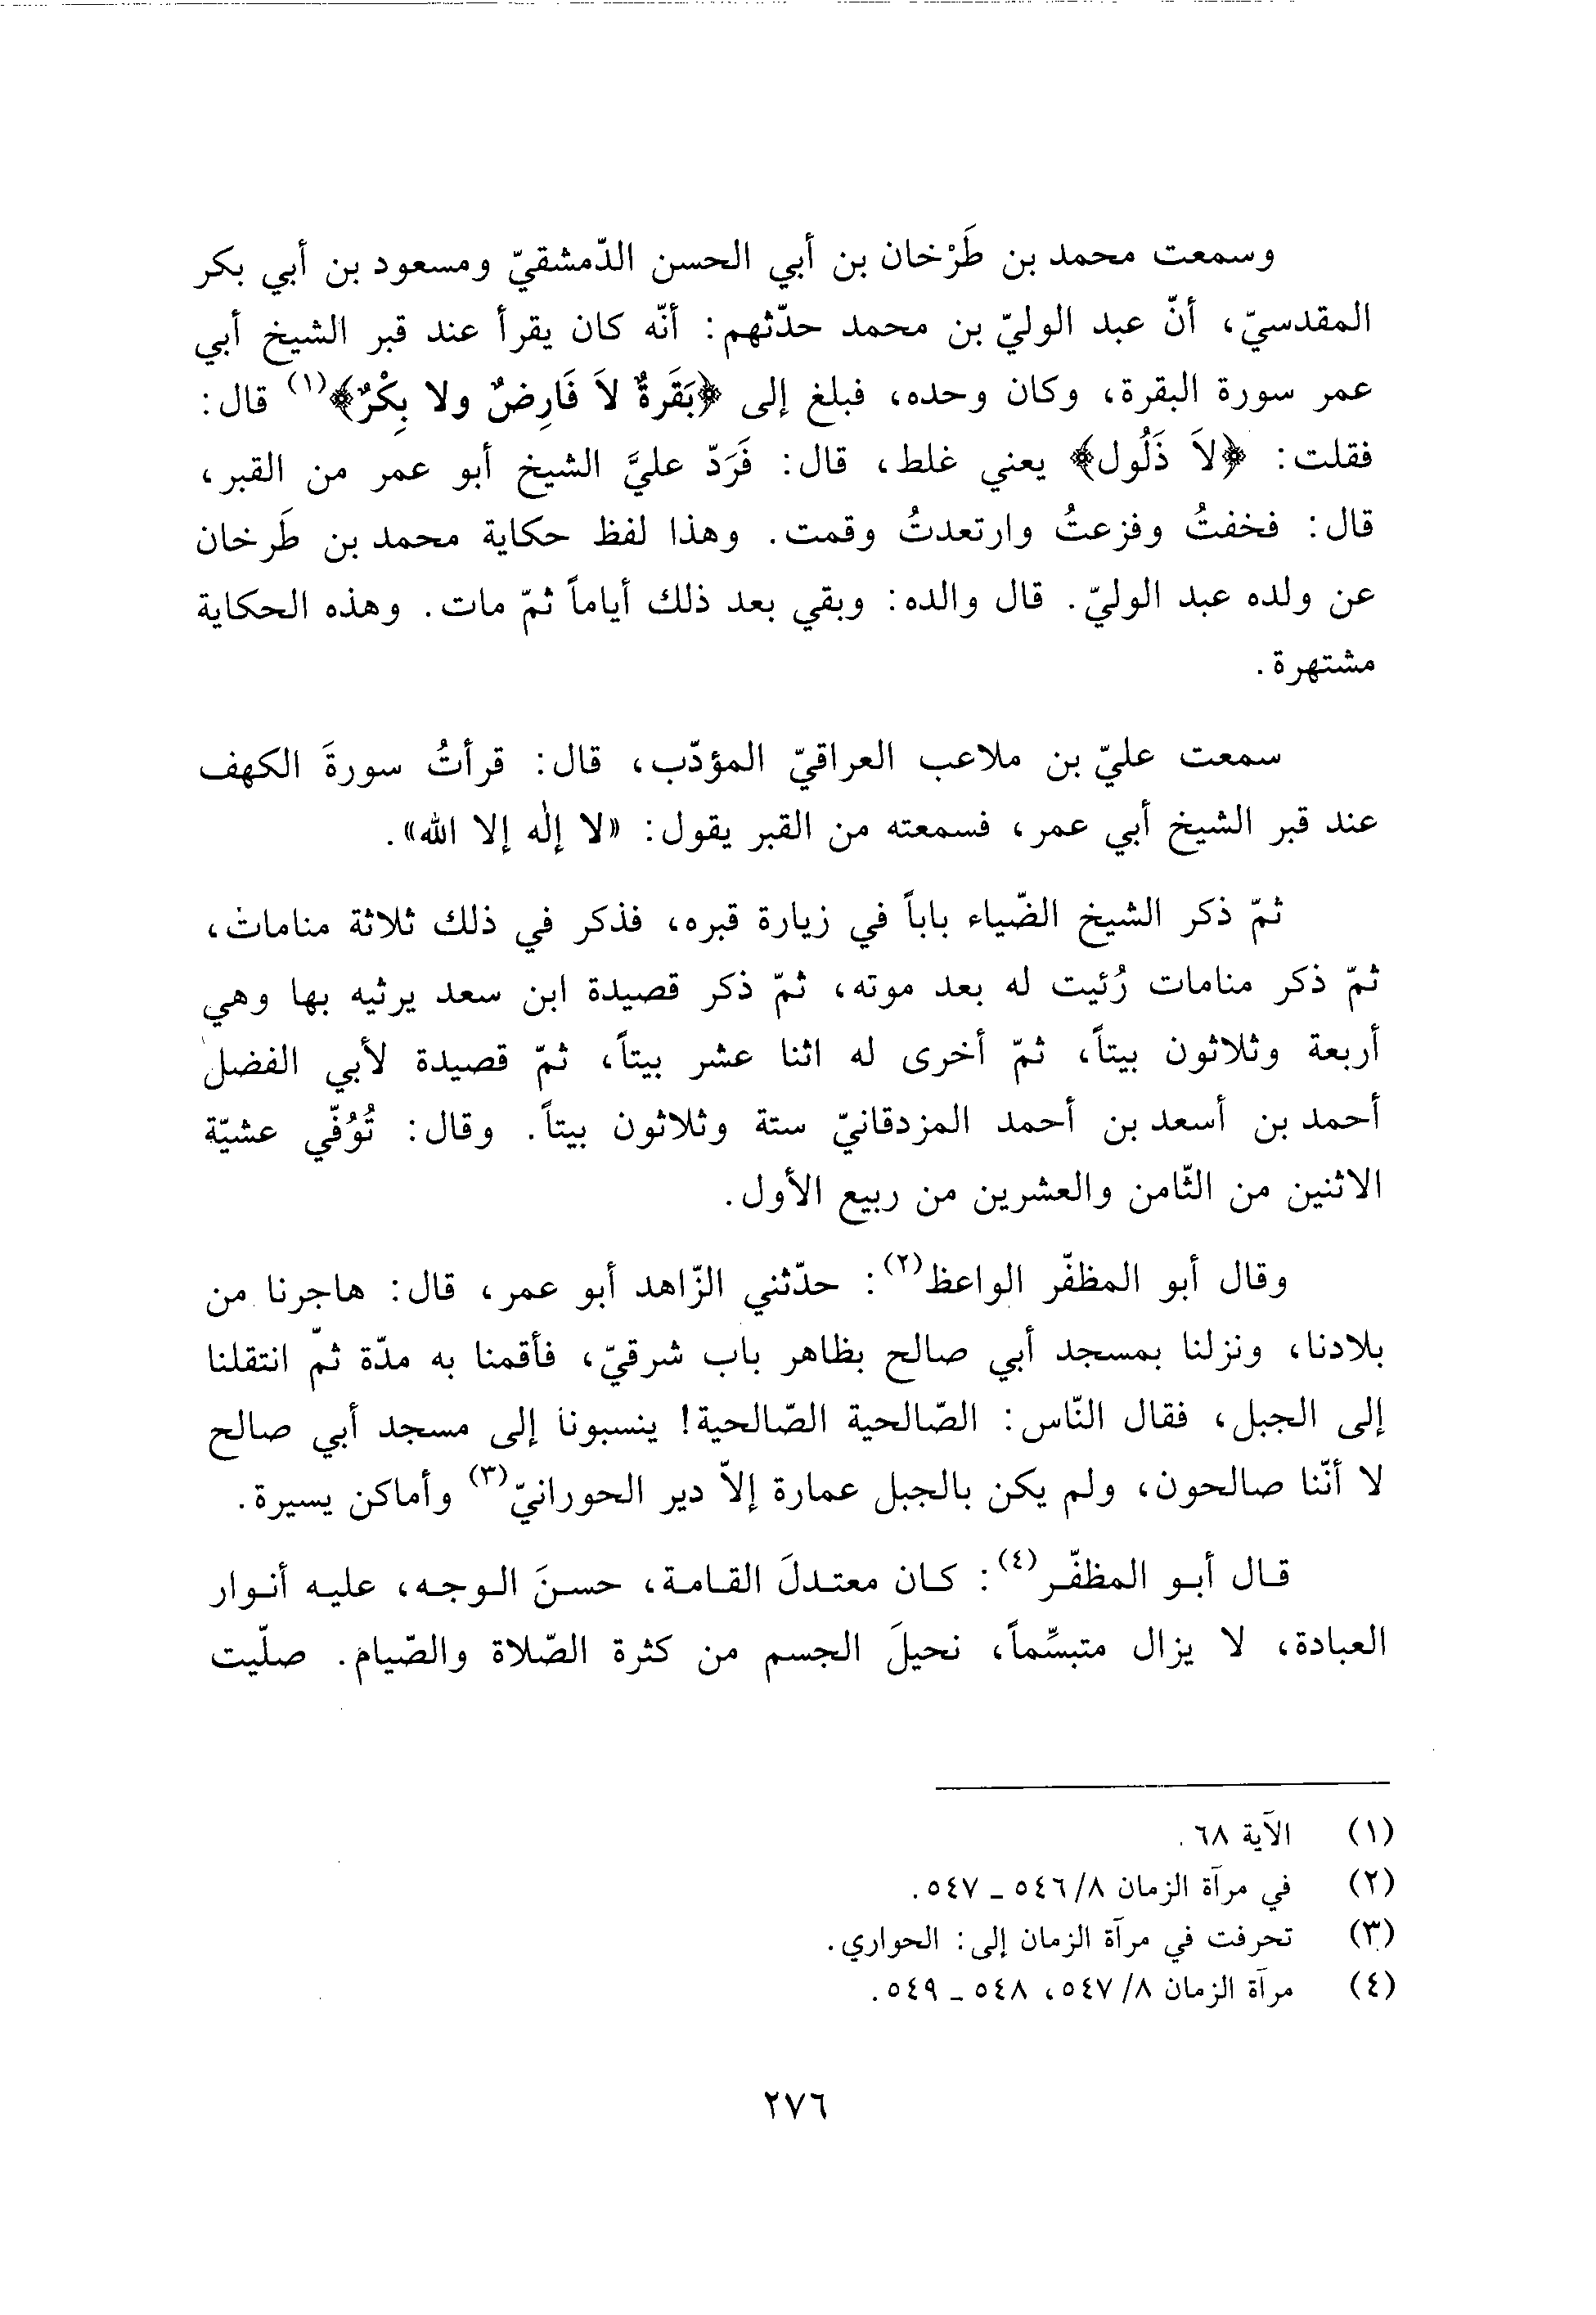 وسمعت محمد بن طَرْخان بن أبي الحسن الدّمشقيّ ومسعود بن أبي بكر
المقدسيّ، أنّ عبد الوليّ بن محمد حدّثهم: أنّه كان يقرأ عند قبر الشيخ أبي
عمر سورة البقرة، وكان وحده، فبلغ إلى ﴿بَقَرةٌ لاَ فَارِضٌ ولا بِكْرٌ﴾(١) قال:
فقلت: ﴿لاَ ذَلُول﴾ يعني غلط، قال: فَرَدّ عليَّ الشيخ أبو عمر من القبر،
قال: فخفتُ وفزعتُ وارتعدتُ وقمت. وهذا لفظ حكاية محمد بن طَرخان
عن ولده عبد الوليّ. قال والده: وبقي بعد ذلك أياماً ثمّ مات. وهذه الحكاية
مشتهرة.
سمعت عليّ بن ملاعب العراقيّ المؤدّب، قال: قرأتُ سورةَ الكهف
عند قبر الشيخ أبي عمر، فسمعته من القبر يقول: «لا إلٰه إلا الله».
ثمّ ذكر الشيخ الضّياء باباً في زيارة قبره، فذكر في ذلك ثلاثة منامات،
ثمّ ذكر منامات رُئيت له بعد موته، ثمّ ذكر قصيدة ابن سعد يرثيه بها وهي
أربعة وثلاثون بيتاً، ثمّ أخرى له اثنا عشر بيتاً، ثمّ قصيدة لأبي الفضل
أحمد بن أسعد بن أحمد المزدقانيّ ستة وثلاثون بيتاً. وقال: تُوُفّي عشيّة
الاثنين من الثّامن والعشرين من ربيع الأول.
وقال أبو المظفّر الواعظ(٢): حدّثني الزّاهد أبو عمر، قال: هاجرنا من
بلادنا، ونزلنا بمسجد أبي صالح بظاهر باب شرقيّ، فأقمنا به مدّة ثمّ انتقلنا
إلى الجبل، فقال النّاس: الصّالحية الصّالحية! ينسبونا إلى مسجد أبي صالح
لا أنّنا صالحون، ولم يكن بالجبل عمارة إلاّ دير الحورانيّ(٣) وأماكن يسيرة.
قال أبو المظفّر(٤): كان معتدلَ القامة، حسنَ الوجه، عليه أنوار
العبادة، لا يزال متبسِّماً، نحيلَ الجسم من كثرة الصّلاة والصّيام. صلّيت
(١) الآية ٦٨.
(٢) في مرآة الزمان ٨/ ٥٤٦ - ٥٤٧.
(٣) تحرفت في مرآة الزمان إلى: الحواري.
(٤) مرآة الزمان ٨/ ٥٤٧، ٥٤٨ - ٥٤٩.
٢٧٦